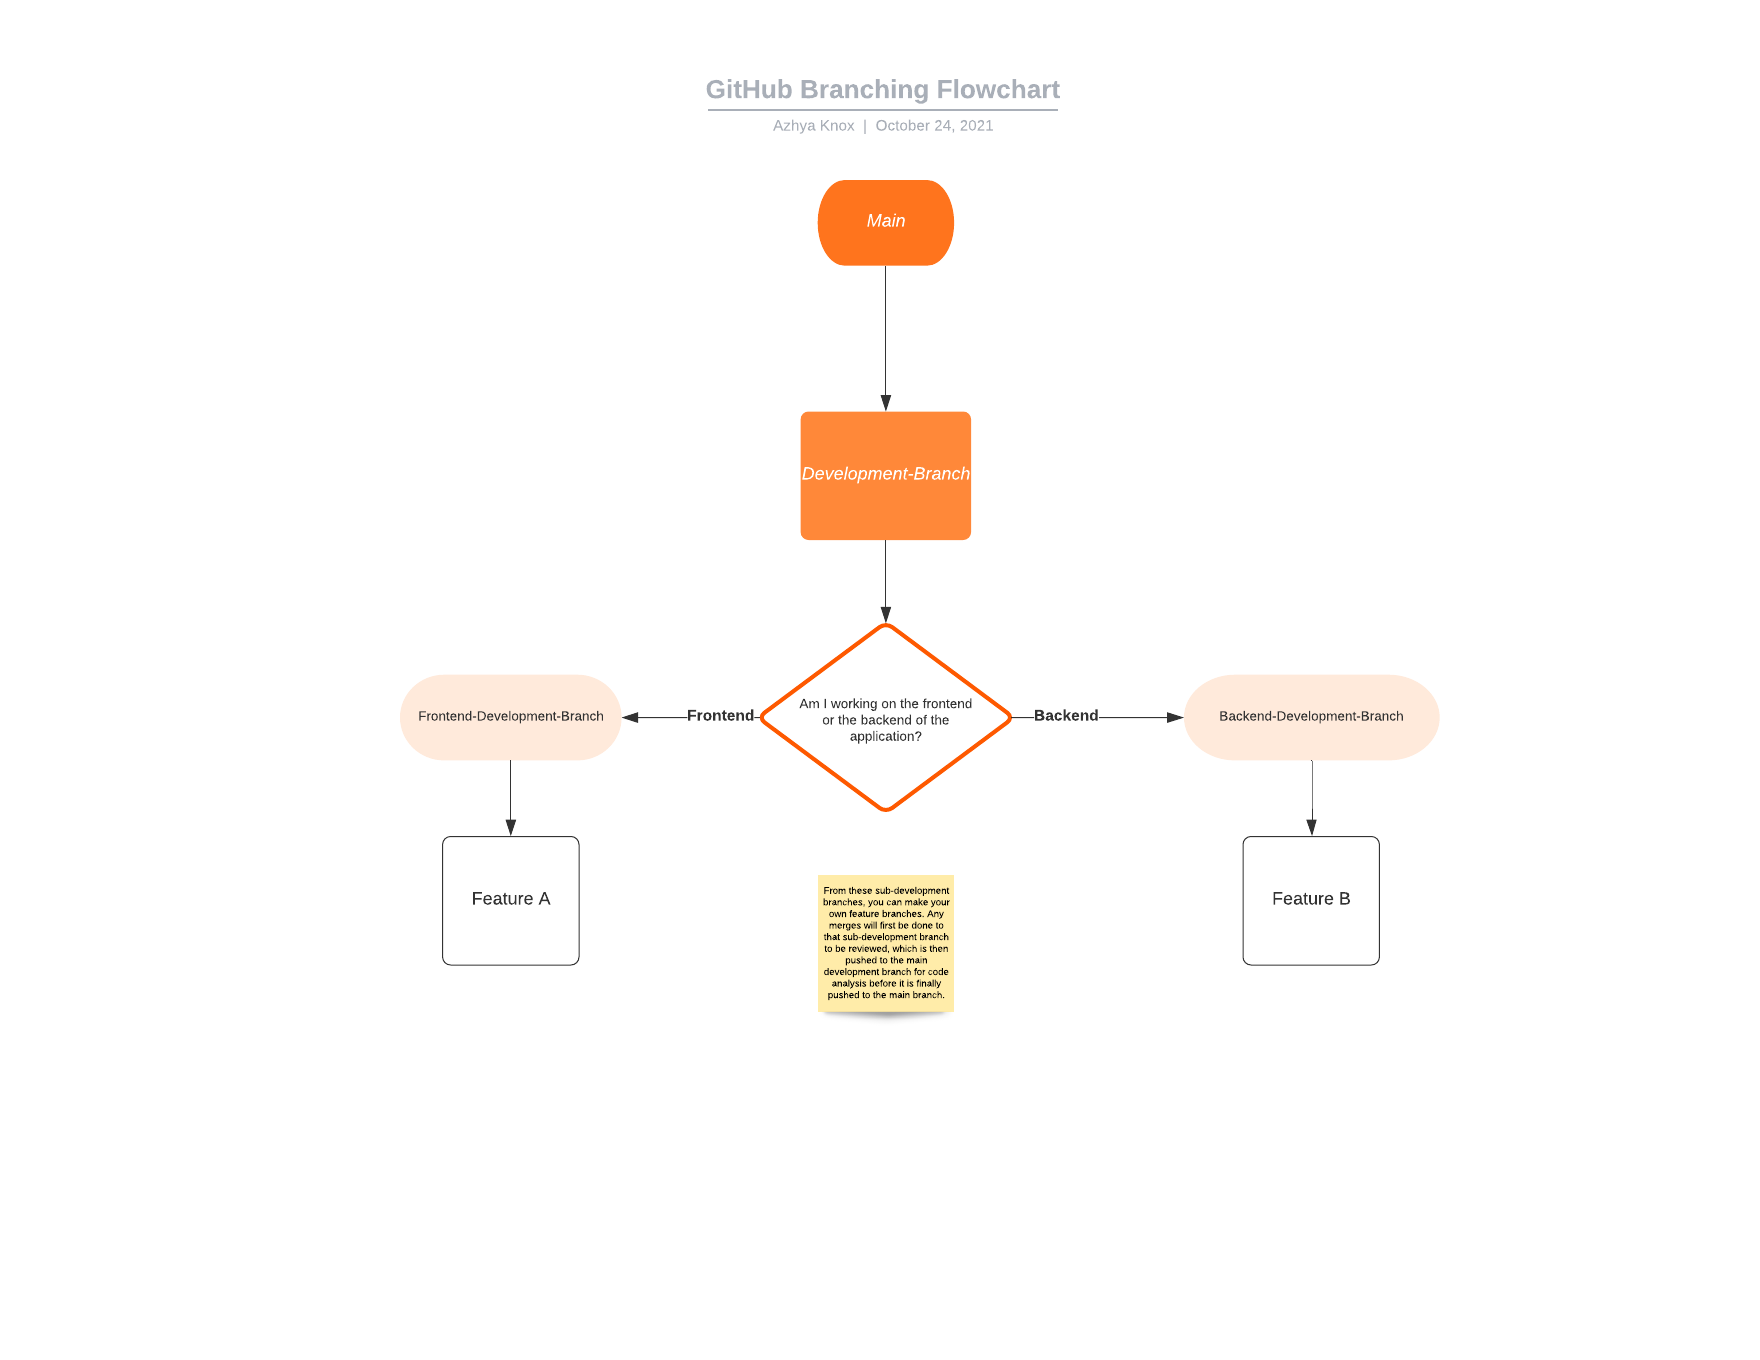 GitHub Branching Flowchart
Azhya Knox | October 24, 2021
Main
Development-Branch
Am I working on the frontend
or the backend of the
application?
Frontend
Backend
Frontend-Development-Branch
Backend-Development-Branch
Feature A
Feature B
From these sub-development
branches, you can make your
own feature branches. Any
merges will first be done to
that sub-development branch
to be reviewed, which is then
pushed to the main
development branch for code
analysis before it is finally
pushed to the main branch.